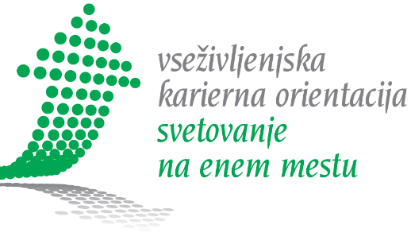 vseživljenjska
karierna orientacija
svetovanje
na enem mestu